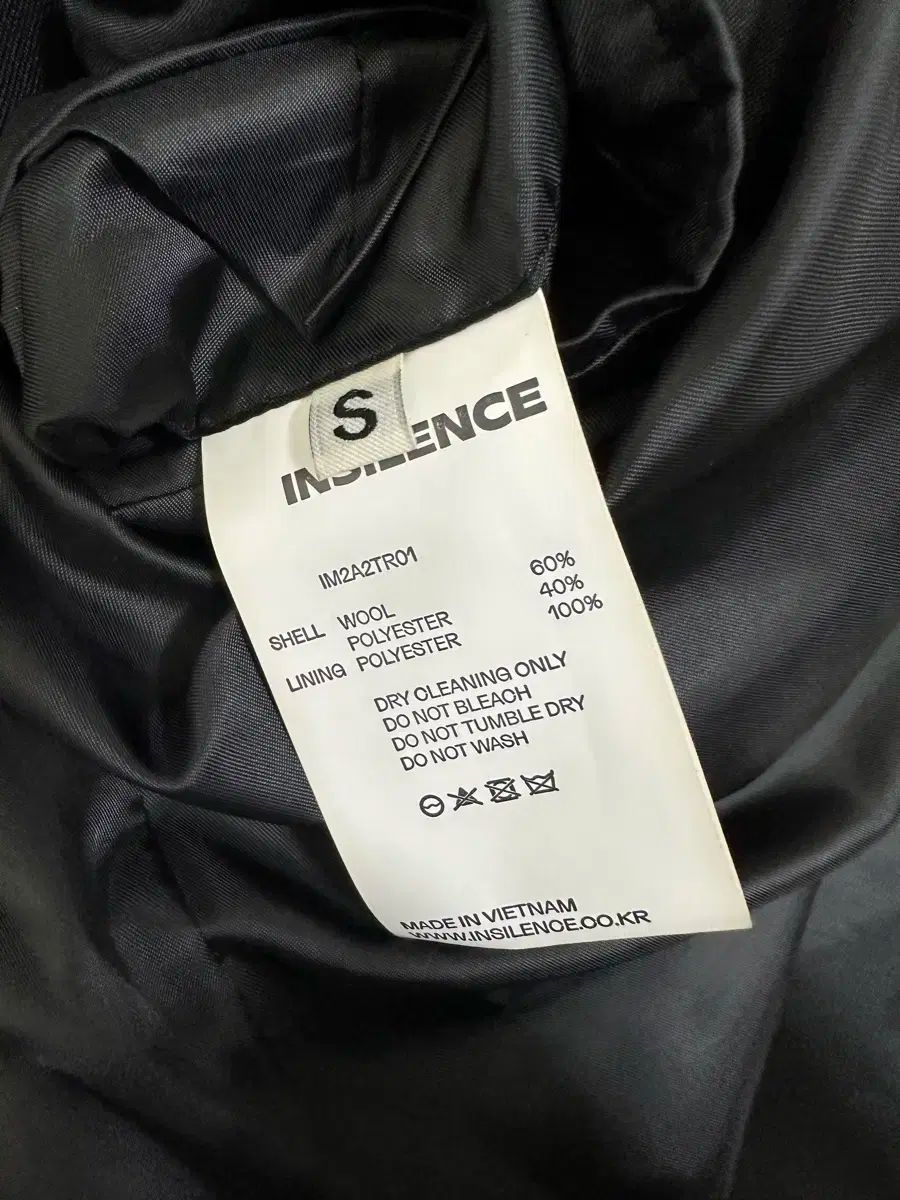 S
INSILENCE
IM2A2TR01
SHELL WOOL 60%
POLYESTER 40%
LINING POLYESTER 100%
DRY CLEANING ONLY
DO NOT BLEACH
DO NOT TUMBLE DRY
DO NOT WASH
MADE IN VIETNAM
WWW.INSILENCE.CO.KR